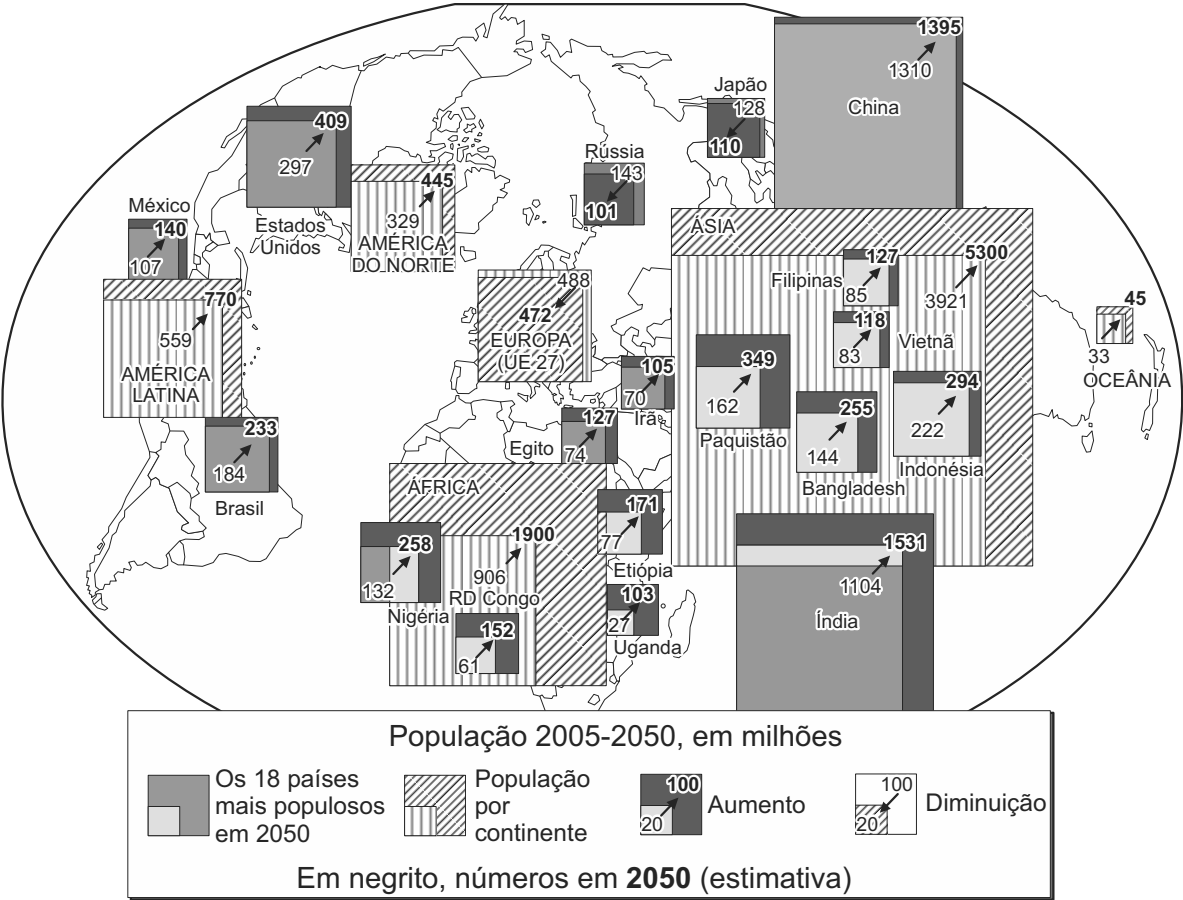 1395
1310
China
Japão
128
110
409
297
Estados
Unidos
Rússia
143
101
445
329
AMÉRICA
DO NORTE
México
140
107
ÁSIA
5300
3921
Filipinas
127
85
488
472
EUROPA
(UE 27)
770
559
AMÉRICA
LATINA
118
83
Vietnã
45
33
OCEÂNIA
349
162
Paquistão
105
70
Irã
294
222
Indonésia
255
144
Bangladesh
233
184
Brasil
Egito
127
74
ÁFRICA
1900
906
171
77
Etiópia
258
132
Nigéria
RD Congo
152
61
103
27
Uganda
1531
1104
Índia
População 2005-2050, em milhões
Os 18 países
mais populosos
em 2050
População
por
continente
100
20
Aumento
100
20
Diminuição
Em negrito, números em 2050 (estimativa)